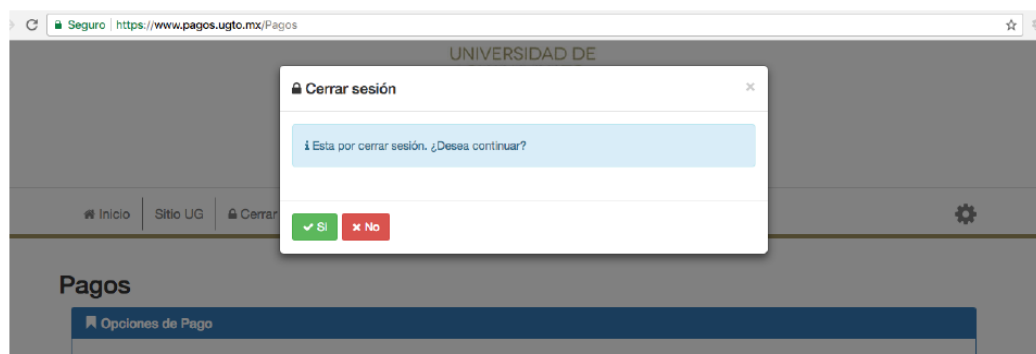 Seguro | https://www.pagos.ugto.mx/Pagos
UNIVERSIDAD DE
Cerrar sesión ×
i Esta por cerrar sesión. ¿Desea continuar?
Inicio Sitio UG Cerrar
Si No
Pagos
Opciones de Pago